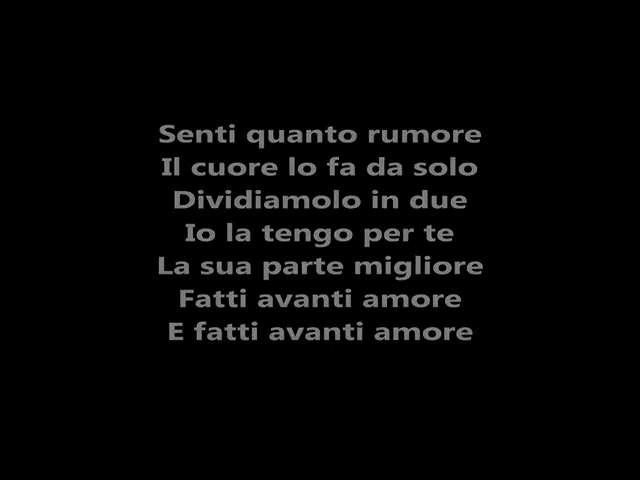 Senti quanto rumore
Il cuore lo fa da solo
Dividiamolo in due
Io la tengo per te
La sua parte migliore
Fatti avanti amore
E fatti avanti amore